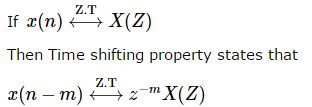 If x(n) ⟷ᶻ·ᵀ X(Z)
Then Time shifting property states that
x(n − m) ⟷ᶻ·ᵀ z⁻ᵐ X(Z)